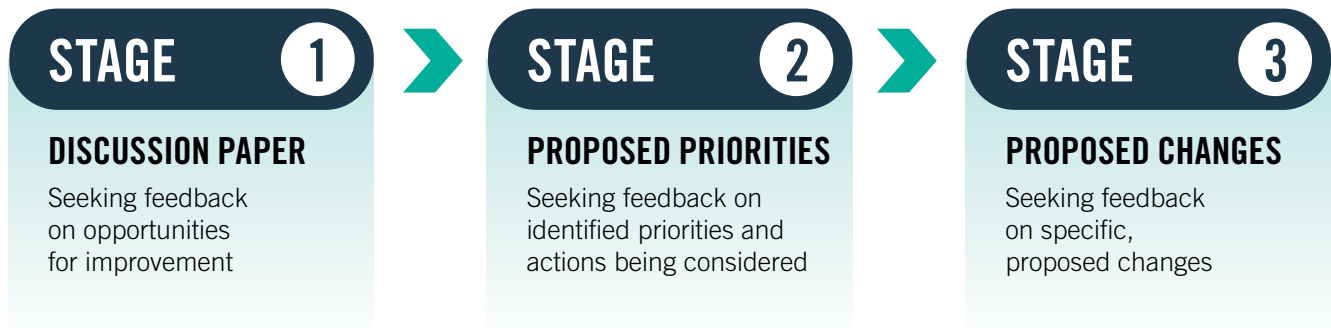 STAGE 1
DISCUSSION PAPER
Seeking feedback
on opportunities
for improvement
STAGE 2
PROPOSED PRIORITIES
Seeking feedback on
identified priorities and
actions being considered
STAGE 3
PROPOSED CHANGES
Seeking feedback
on specific,
proposed changes